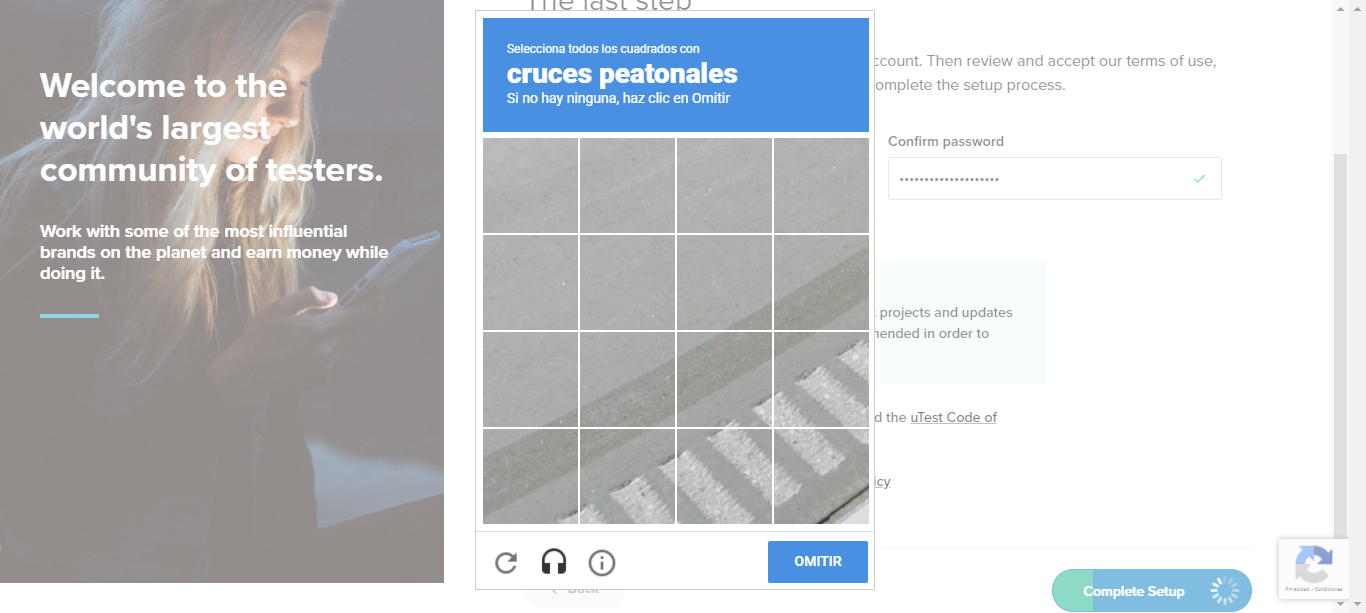 The last step
Welcome to the
world's largest
community of testers.
Work with some of the most influential
brands on the planet and earn money while
doing it.
Selecciona todos los cuadrados con
cruces peatonales
Si no hay ninguna, haz clic en Omitir
OMITIR
ccount. Then review and accept our terms of use,
omplete the setup process.
Confirm password
projects and updates
ended in order to
d the uTest Code of
icy
Back
Complete Setup
Privacidad - Condiciones